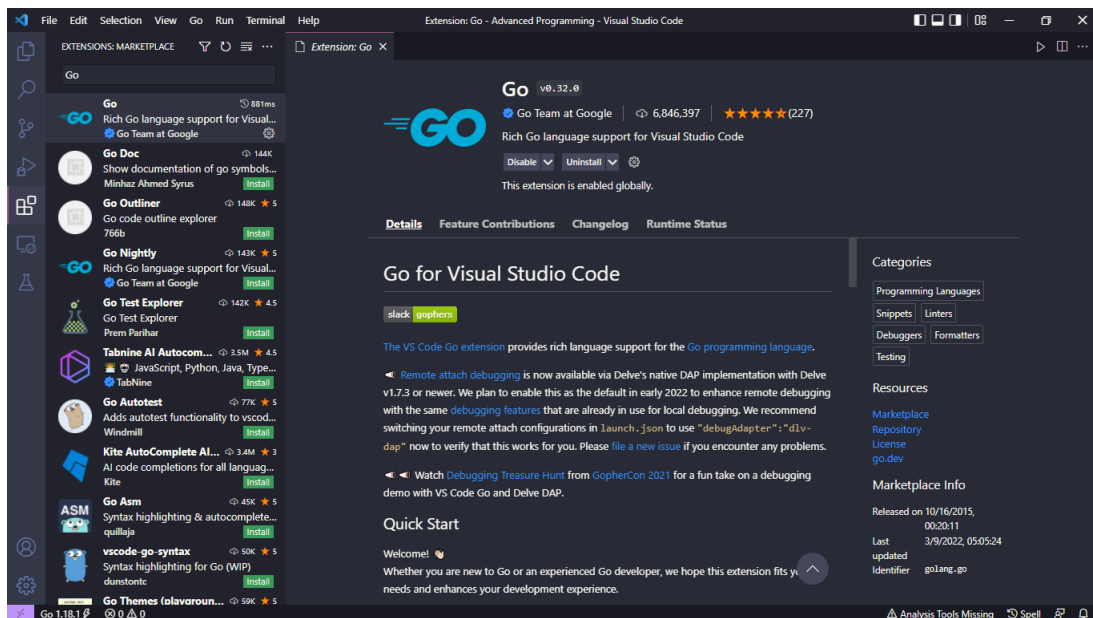 File Edit Selection View Go Run Terminal Help
Extension: Go - Advanced Programming - Visual Studio Code
EXTENSIONS: MARKETPLACE
Go
Go 881ms
Rich Go language support for Visual...
Go Team at Google
Go Doc 144K
Show documentation of go symbols...
Minhaz Ahmed Syrus Install
Go Outliner 148K ★ 5
Go code outline explorer
766b Install
Go Nightly 143K ★ 5
Rich Go language support for Visual...
Go Team at Google Install
Go Test Explorer 142K ★ 4.5
Go Test Explorer
Prem Parihar Install
Tabnine AI Autocom... 3.5M ★ 4.5
JavaScript, Python, Java, Type...
TabNine Install
Go Autotest 77K ★ 5
Adds autotest functionality to vscod...
Windmill Install
Kite AutoComplete AI... 3.4M ★ 3
AI code completions for all languag...
Kite Install
ASM
Go Asm 45K ★ 5
Syntax highlighting & autocomplete...
quillaja Install
vscode-go-syntax 50K ★ 5
Syntax highlighting for Go (WIP)
dunstontc Install
Go Themes (playgroun... 59K ★ 5
Extension: Go
GO
Go v0.32.0
Go Team at Google 6,846,397 ★★★★★(227)
Rich Go language support for Visual Studio Code
Disable Uninstall
This extension is enabled globally.
Details Feature Contributions Changelog Runtime Status
Go for Visual Studio Code
slack gophers
The VS Code Go extension provides rich language support for the Go programming language.
Remote attach debugging is now available via Delve's native DAP implementation with Delve
v1.7.3 or newer. We plan to enable this as the default in early 2022 to enhance remote debugging
with the same debugging features that are already in use for local debugging. We recommend
switching your remote attach configurations in launch.json to use "debugAdapter":"dlv-
dap" now to verify that this works for you. Please file a new issue if you encounter any problems.
Watch Debugging Treasure Hunt from GopherCon 2021 for a fun take on a debugging
demo with VS Code Go and Delve DAP.
Quick Start
Welcome!
Whether you are new to Go or an experienced Go developer, we hope this extension fits
needs and enhances your development experience.
Categories
Programming Languages
Snippets Linters
Debuggers Formatters
Testing
Resources
Marketplace
Repository
License
go.dev
Marketplace Info
Released on 10/16/2015,
00:20:11
Last 3/9/2022, 05:05:24
updated
Identifier golang.go
Go 1.18.1 0 0
Analysis Tools Missing Spell